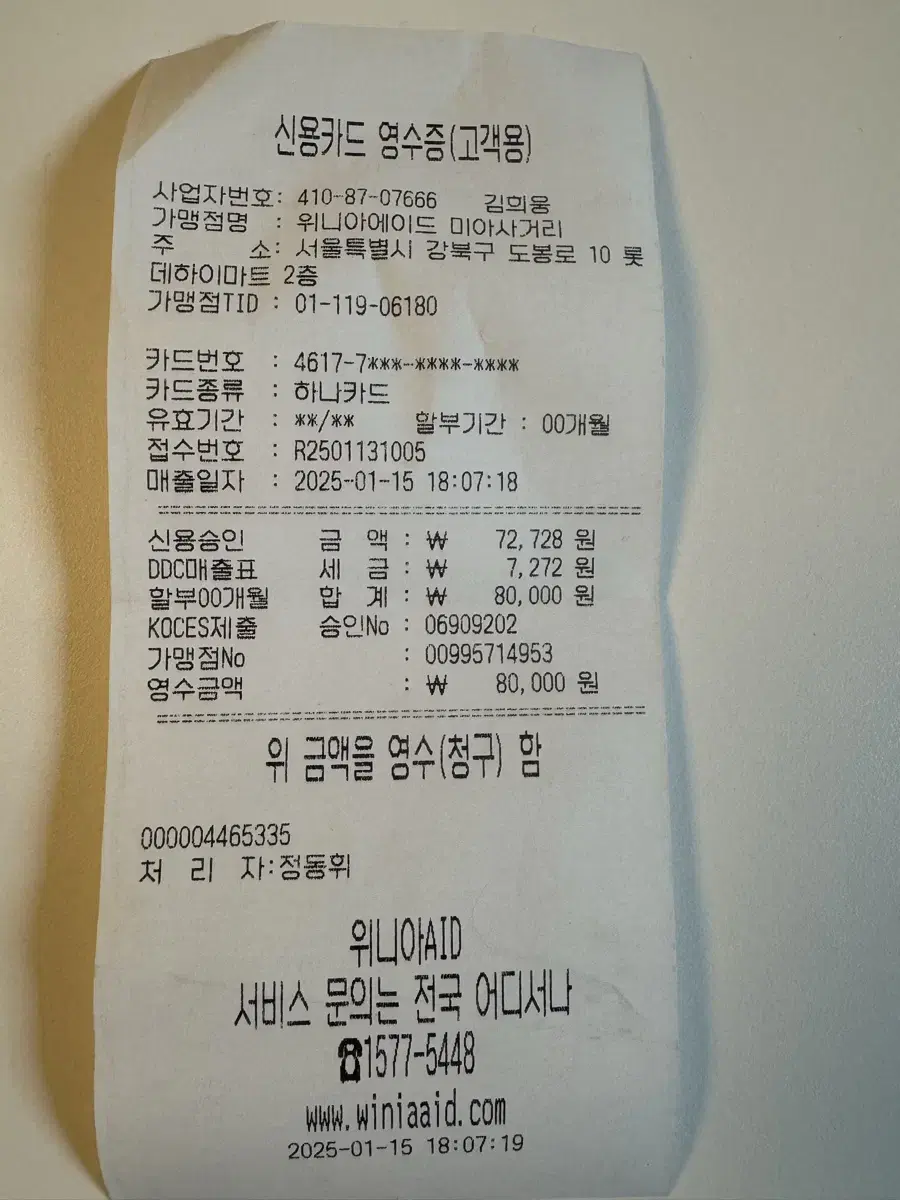 신용카드 영수증(고객용)
사업자번호: 410-87-07666 김희웅
가맹점명 : 위니아에이드 미아사거리
주 소: 서울특별시 강북구 도봉로 10 롯
데하이마트 2층
가맹점TID : 01-119-06180
카드번호 : 4617-7***-****-****
카드종류 : 하나카드
유효기간 : **/** 할부기간 : 00개월
접수번호 : R2501131005
매출일자 : 2025-01-15 18:07:18
신용승인 금 액 : ₩ 72,728 원
DDC매출표 세 금 : ₩ 7,272 원
할부00개월 합 계 : ₩ 80,000 원
KOCES제출 승인No : 06909202
가맹점No : 00995714953
영수금액 : ₩ 80,000 원
위 금액을 영수(청구) 함
000004465335
처 리 자:정동휘
위니아AID
서비스 문의는 전국 어디서나
☎1577-5448
www.winiaaid.com
2025-01-15 18:07:19